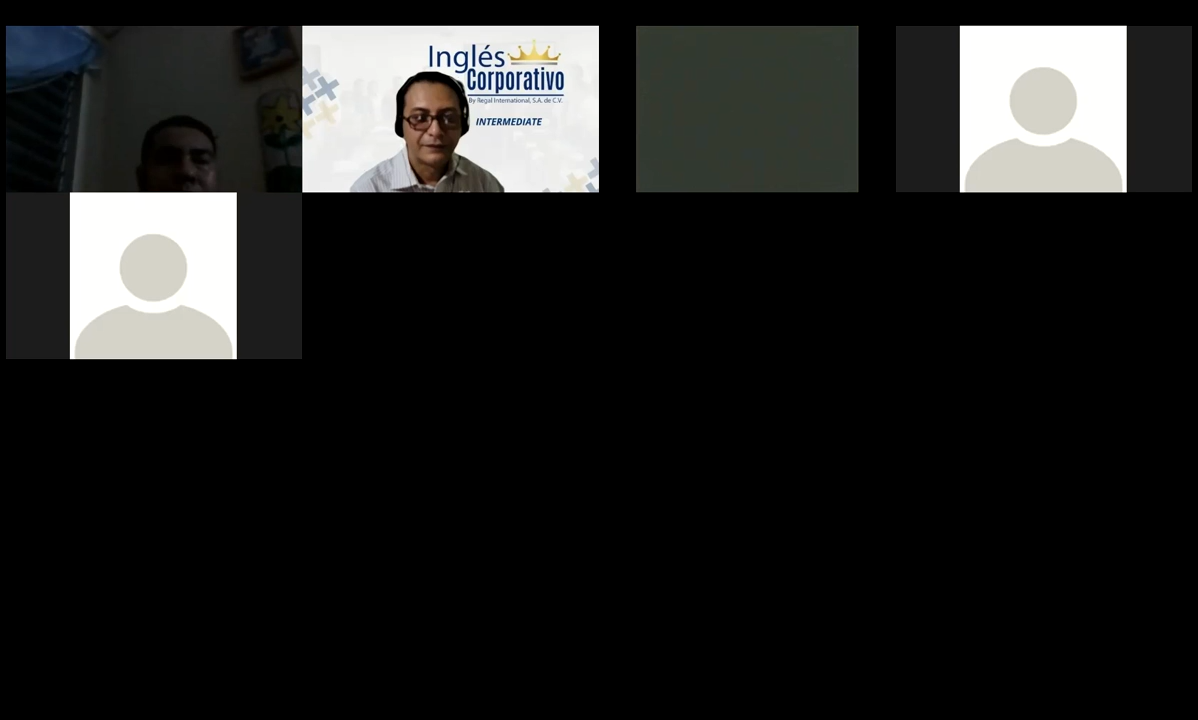 Inglés
Corporativo
By Regal International, S.A. de C.V.
INTERMEDIATE